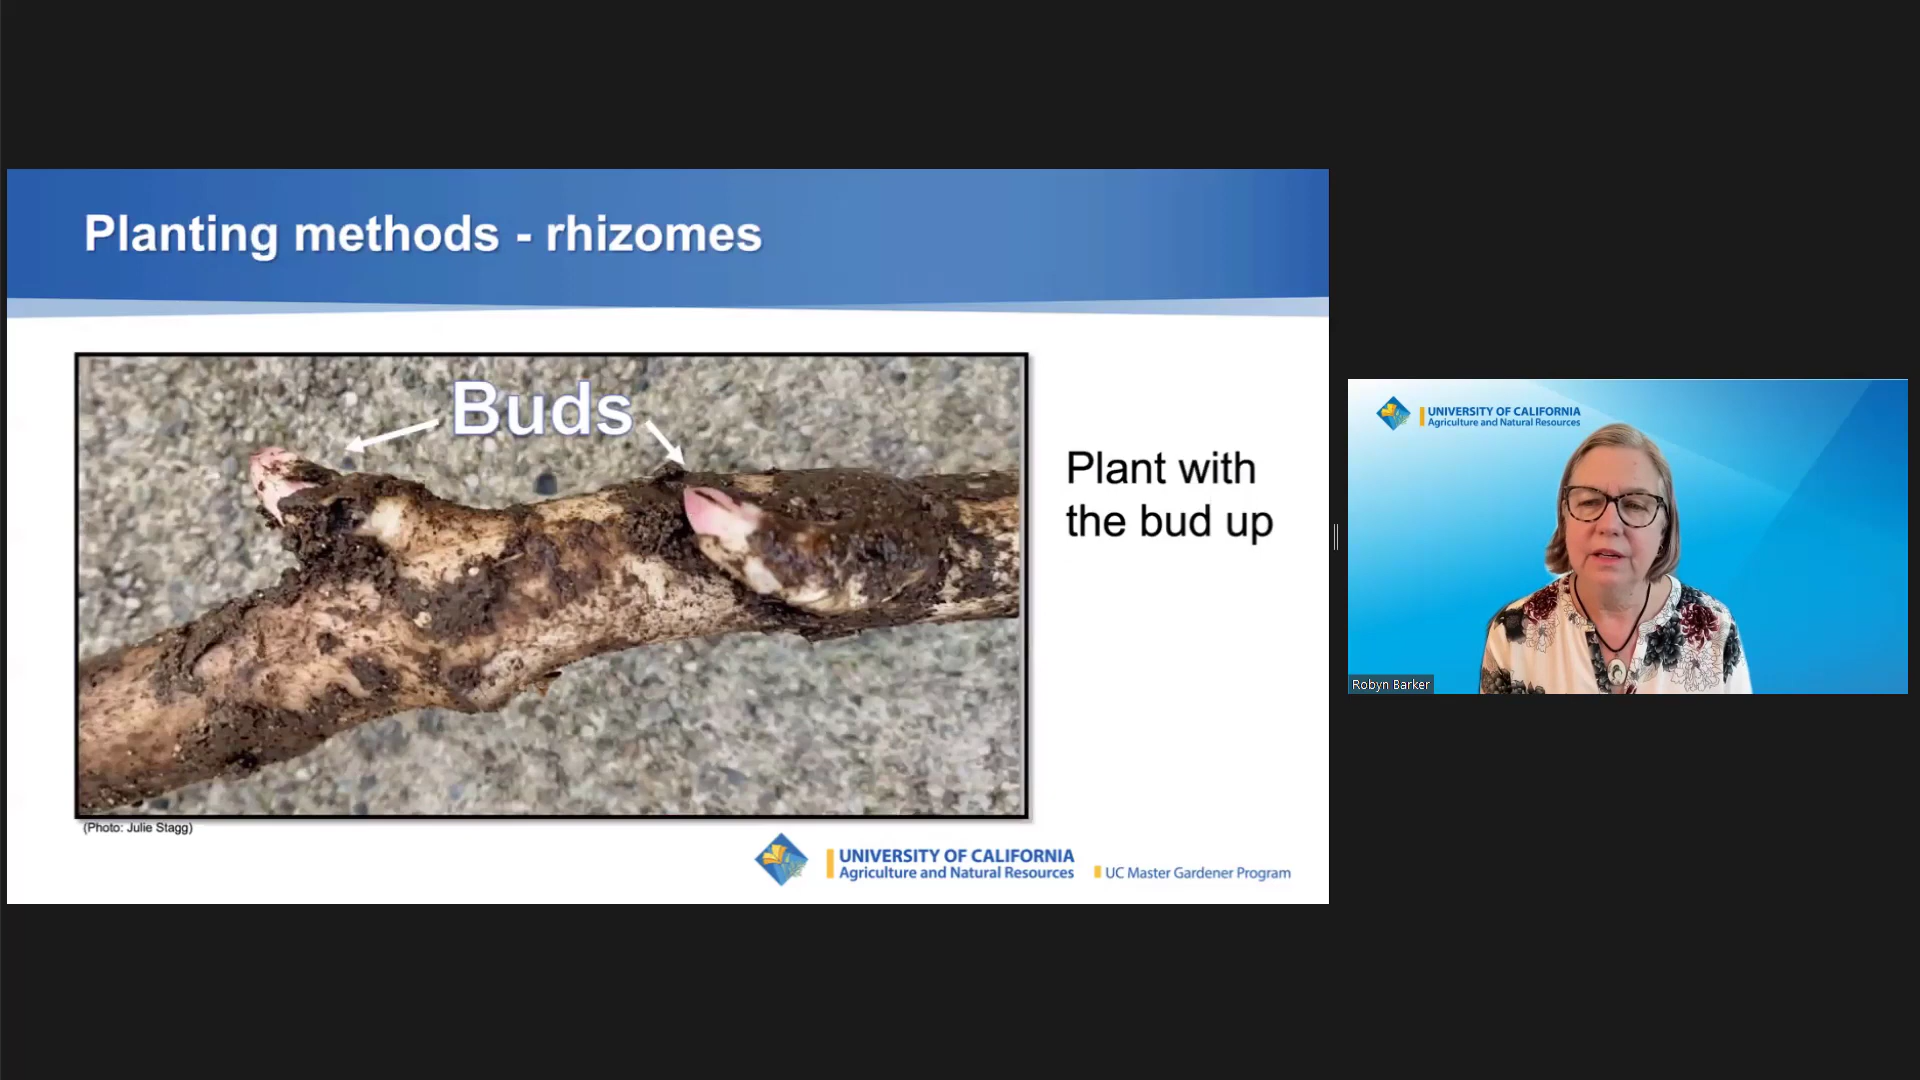 Planting methods - rhizomes
Buds
Plant with
the bud up
(Photo: Julie Stagg)
UNIVERSITY OF CALIFORNIA
Agriculture and Natural Resources
UC Master Gardener Program
UNIVERSITY OF CALIFORNIA
Agriculture and Natural Resources
Robyn Barker